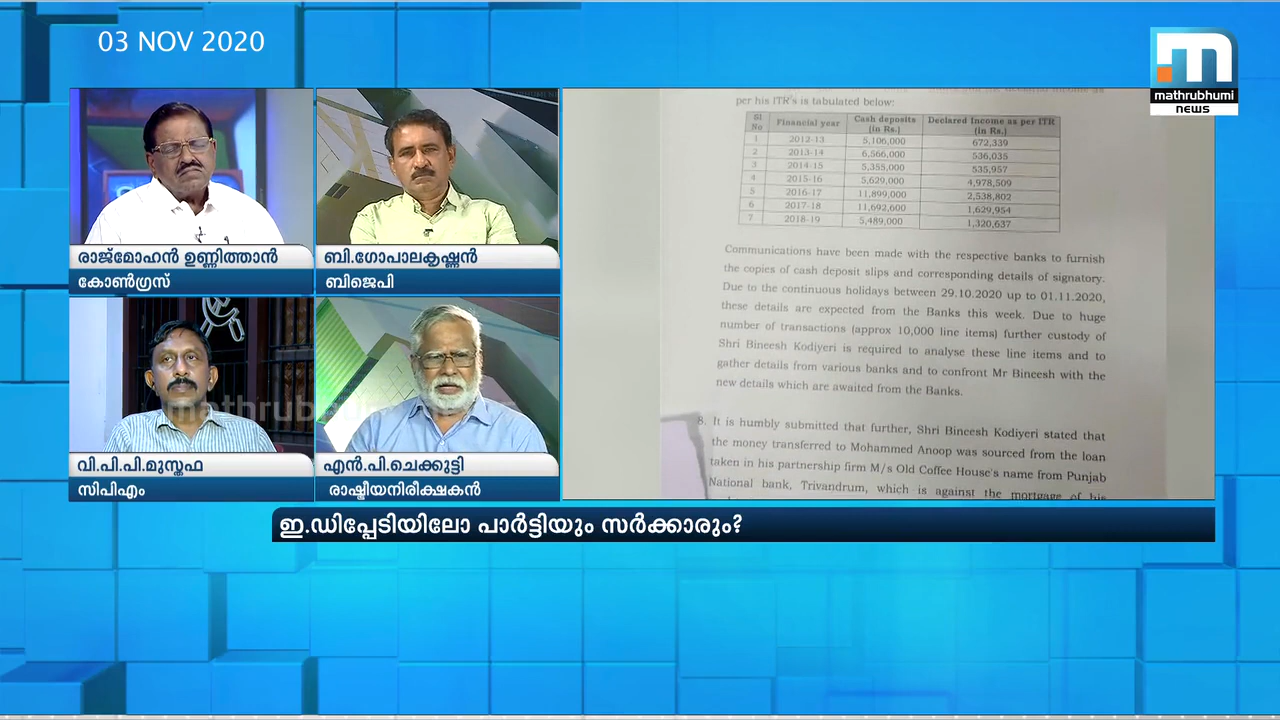 03 NOV 2020
mathrubhumi
NEWS
രാജ്മോഹൻ ഉണ്ണിത്താൻ
കോൺഗ്രസ്
ബി.ഗോപാലകൃഷ്ണൻ
ബിജെപി
വി.പി.പി.മുസ്തഫ
സിപിഎം
എൻ.പി.ചെക്കുട്ടി
രാഷ്ട്രീയനിരീക്ഷകൻ
per his ITR's is tabulated below:
Sl No Financial year Cash deposits (in Rs.) Declared Income as per ITR (in Rs.)
1 2012-13 5,106,000 672,339
2 2013-14 6,566,000 536,035
3 2014-15 5,355,000 535,957
4 2015-16 5,629,000 4,978,509
5 2016-17 11,899,000 2,538,802
6 2017-18 11,692,600 1,629,954
7 2018-19 5,489,000 1,320,637
Communications have been made with the respective banks to furnish
the copies of cash deposit slips and corresponding details of signatory.
Due to the continuous holidays between 29.10.2020 up to 01.11.2020,
these details are expected from the Banks this week. Due to huge
number of transactions (approx 10,000 line items) further custody of
Shri Bineesh Kodiyeri is required to analyse these line items and to
gather details from various banks and to confront Mr Bineesh with the
new details which are awaited from the Banks.
8. It is humbly submitted that further, Shri Bineesh Kodiyeri stated that
the money transferred to Mohammed Anoop was sourced from the loan
taken in his partnership firm M/s Old Coffee House's name from Punjab
National bank, Trivandrum, which is against the mortgage of his
ഇ.ഡിപ്പേടിയിലോ പാർട്ടിയും സർക്കാരും?